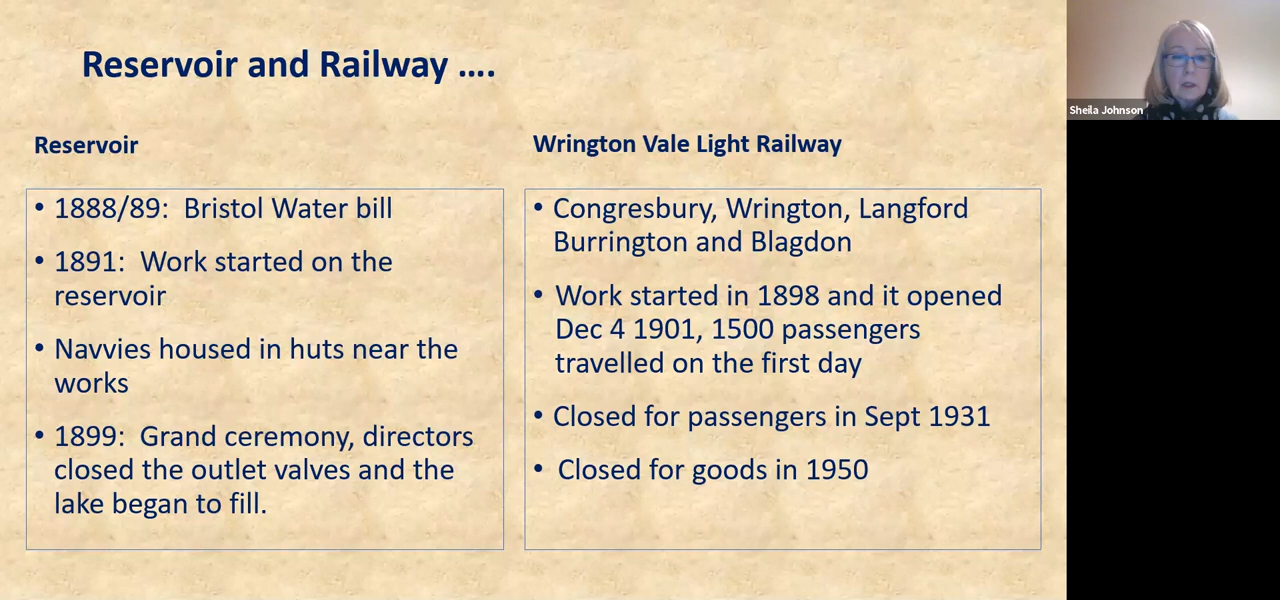 Reservoir and Railway ....
Reservoir
• 1888/89:  Bristol Water bill
• 1891:  Work started on the
reservoir
• Navvies housed in huts near the
works
• 1899:  Grand ceremony, directors
closed the outlet valves and the
lake began to fill.
Wrington Vale Light Railway
• Congresbury, Wrington, Langford
Burrington and Blagdon
• Work started in 1898 and it opened
Dec 4 1901, 1500 passengers
travelled on the first day
• Closed for passengers in Sept 1931
• Closed for goods in 1950
Sheila Johnson